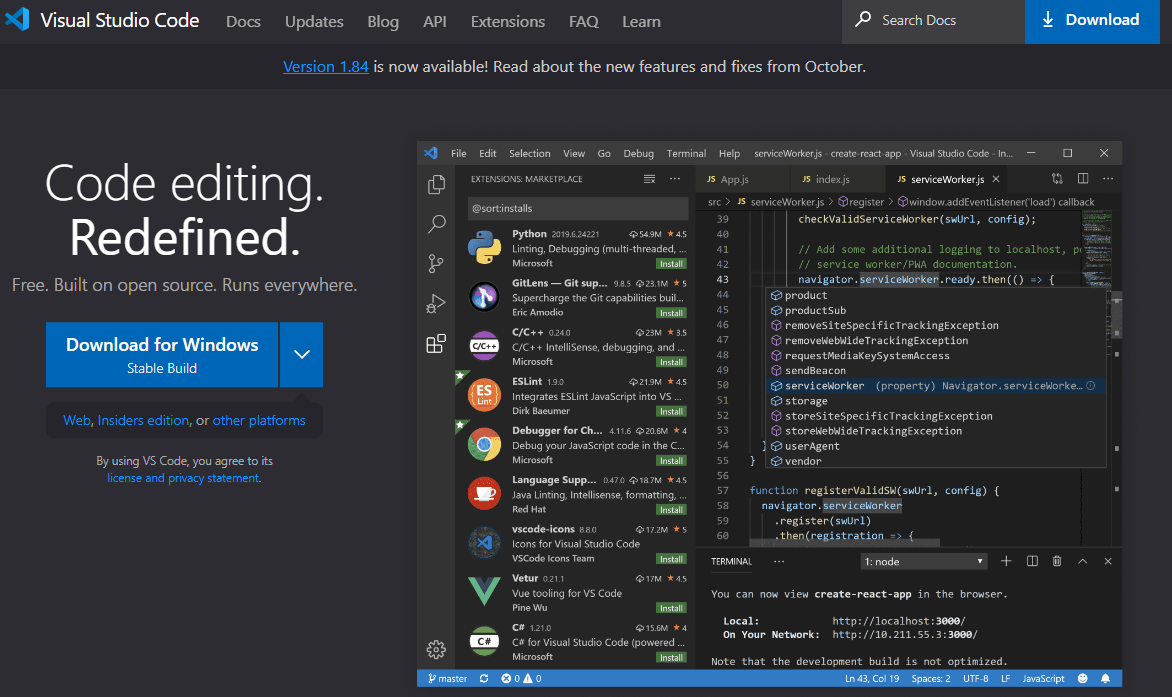 Visual Studio Code Docs Updates Blog API Extensions FAQ Learn Search Docs Download
Version 1.84 is now available! Read about the new features and fixes from October.
Code editing.
Redefined.
Free. Built on open source. Runs everywhere.
Download for Windows
Stable Build
Web, Insiders edition, or other platforms
By using VS Code, you agree to its
license and privacy statement.
File Edit Selection View Go Debug Terminal Help serviceWorker.js - create-react-app - Visual Studio Code - In...
EXTENSIONS: MARKETPLACE
@sort:installs
Python 2019.6.24221 54.9M ★ 4.5
Linting, Debugging (multi-threaded, ...
Microsoft Install
GitLens — Git sup... 9.8.5 23.1M ★ 5
Supercharge the Git capabilities buil...
Eric Amodio Install
C/C++
C/C++ 0.24.0 23M ★ 3.5
C/C++ IntelliSense, debugging, and ...
Microsoft Install
ES
Lint
ESLint 1.9.0 21.9M ★ 4.5
Integrates ESLint JavaScript into VS ...
Dirk Baeumer Install
Debugger for Ch... 4.11.6 20.6M ★ 4
Debug your JavaScript code in the C...
Microsoft Install
Language Supp... 0.47.0 18.7M ★ 4.5
Java Linting, Intellisense, formatting, ...
Red Hat Install
vscode-icons 8.8.0 17.2M ★ 5
Icons for Visual Studio Code
VSCode Icons Team Install
Vetur 0.21.1 17M ★ 4.5
Vue tooling for VS Code
Pine Wu Install
C#
C# 1.21.0 15.6M ★ 4
C# for Visual Studio Code (powered ...
Microsoft Install
JS App.js JS index.js JS serviceWorker.js
src > JS serviceWorker.js > register > window.addEventListener('load') callback
39 checkValidServiceWorker(swUrl, config);
40
41 // Add some additional logging to localhost, p
42 // service worker/PWA documentation.
43 navigator.serviceWorker.ready.then(() => {
44 product
45 productSub
46 removeSiteSpecificTrackingException
47 removeWebWideTrackingException
48 requestMediaKeySystemAccess
49 sendBeacon
50 serviceWorker (property) Navigator.serviceWorke...
51 storage
52 storeSiteSpecificTrackingException
53 storeWebWideTrackingException
54 } userAgent
55 } vendor
56
57 function registerValidSW(swUrl, config) {
58 navigator.serviceWorker
59 .register(swUrl)
60 .then(registration => {
TERMINAL ... 1: node
You can now view create-react-app in the browser.
Local: http://localhost:3000/
On Your Network: http://10.211.55.3:3000/
Note that the development build is not optimized.
master 0 0 Ln 43, Col 19 Spaces: 2 UTF-8 LF JavaScript